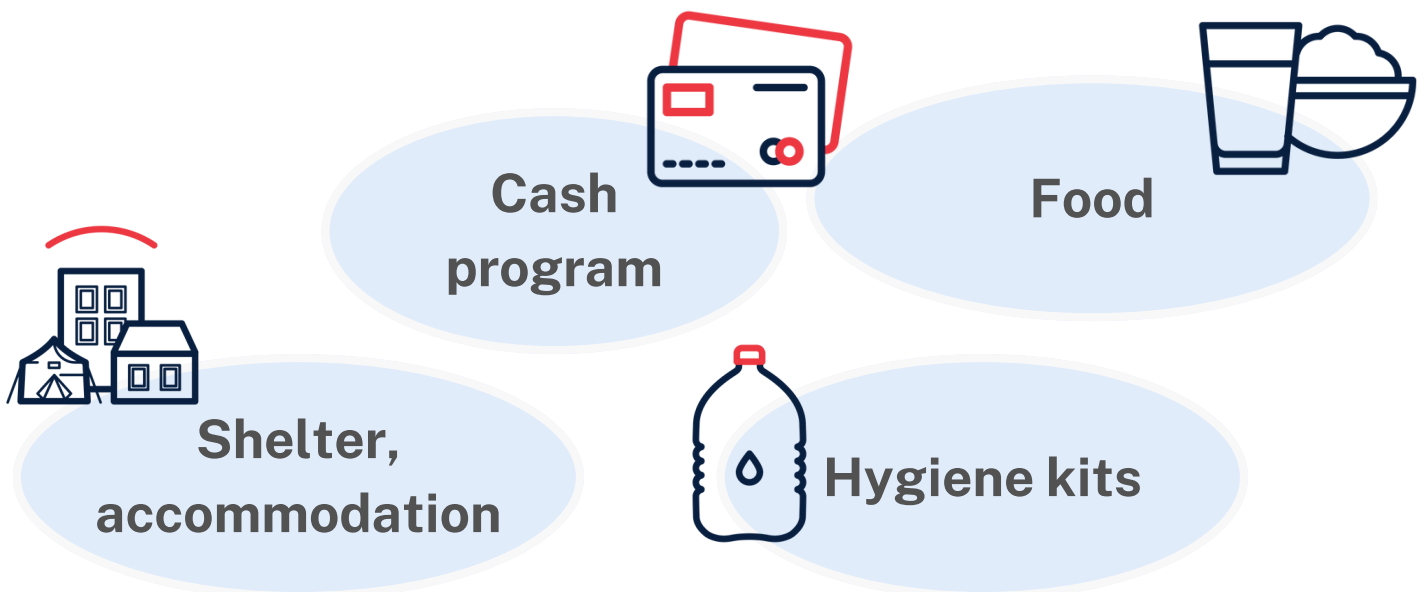 Cash
program
Food
Shelter,
accommodation
Hygiene kits